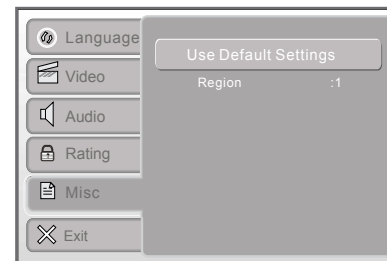 Language
Video
Audio
Rating
Misc
Exit
Use Default Settings
Region :1